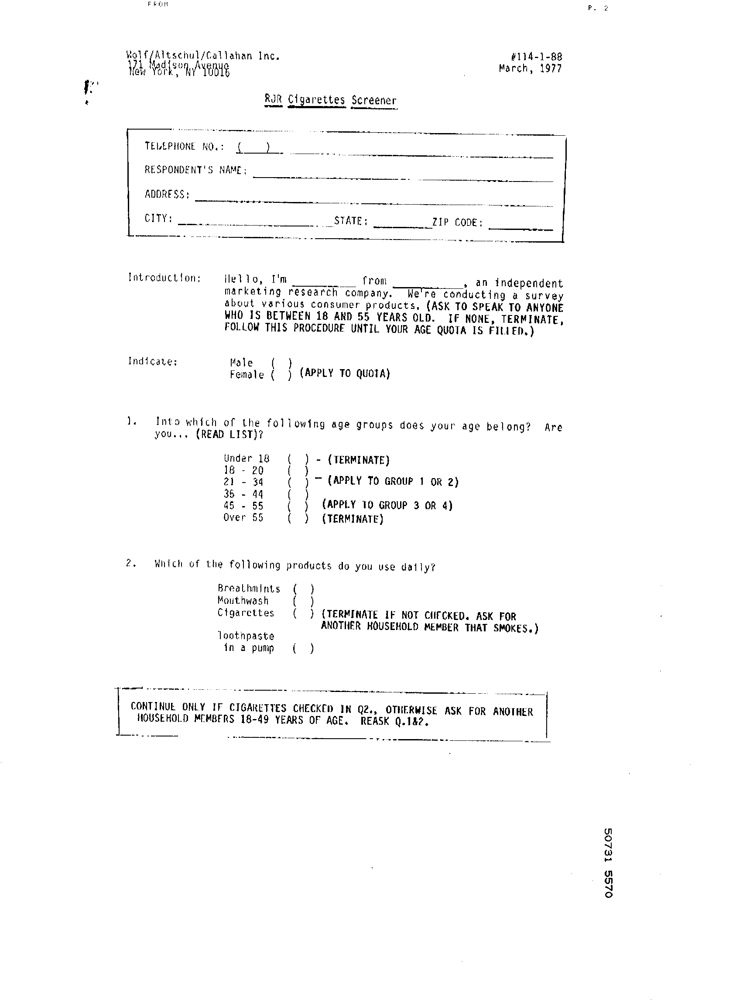 FROM
P. 2
Wolf/Altschul/Callahan Inc.
#114-1-88
171 Madison Avenue
March, 1977
New York, NY 10016
RJR Cigarettes Screener
TELEPHONE NO.: ( )
RESPONDENT'S NAME:
ADDRESS:
CITY: STATE: ZIP CODE:
Introduction: Hello, I'm ________ from ________, an independent
marketing research company. We're conducting a survey
about various consumer products. (ASK TO SPEAK TO ANYONE
WHO IS BETWEEN 18 AND 55 YEARS OLD. IF NONE, TERMINATE,
FOLLOW THIS PROCEDURE UNTIL YOUR AGE QUOTA IS FILLED.)
Indicate: Male ( )
Female ( ) (APPLY TO QUOTA)
1. Into which of the following age groups does your age belong? Are
you... (READ LIST)?
Under 18 ( ) - (TERMINATE)
18 - 20 ( )
21 - 34 ( ) - (APPLY TO GROUP 1 OR 2)
35 - 44 ( )
45 - 55 ( ) (APPLY TO GROUP 3 OR 4)
Over 55 ( ) (TERMINATE)
2. Which of the following products do you use daily?
Breathmints ( )
Mouthwash ( )
Cigarettes ( ) (TERMINATE IF NOT CHECKED. ASK FOR
ANOTHER HOUSEHOLD MEMBER THAT SMOKES.)
Toothpaste
in a pump ( )
CONTINUE ONLY IF CIGARETTES CHECKED IN Q2., OTHERWISE ASK FOR ANOTHER
HOUSEHOLD MEMBERS 18-49 YEARS OF AGE. REASK Q.1&2.
50731 5570